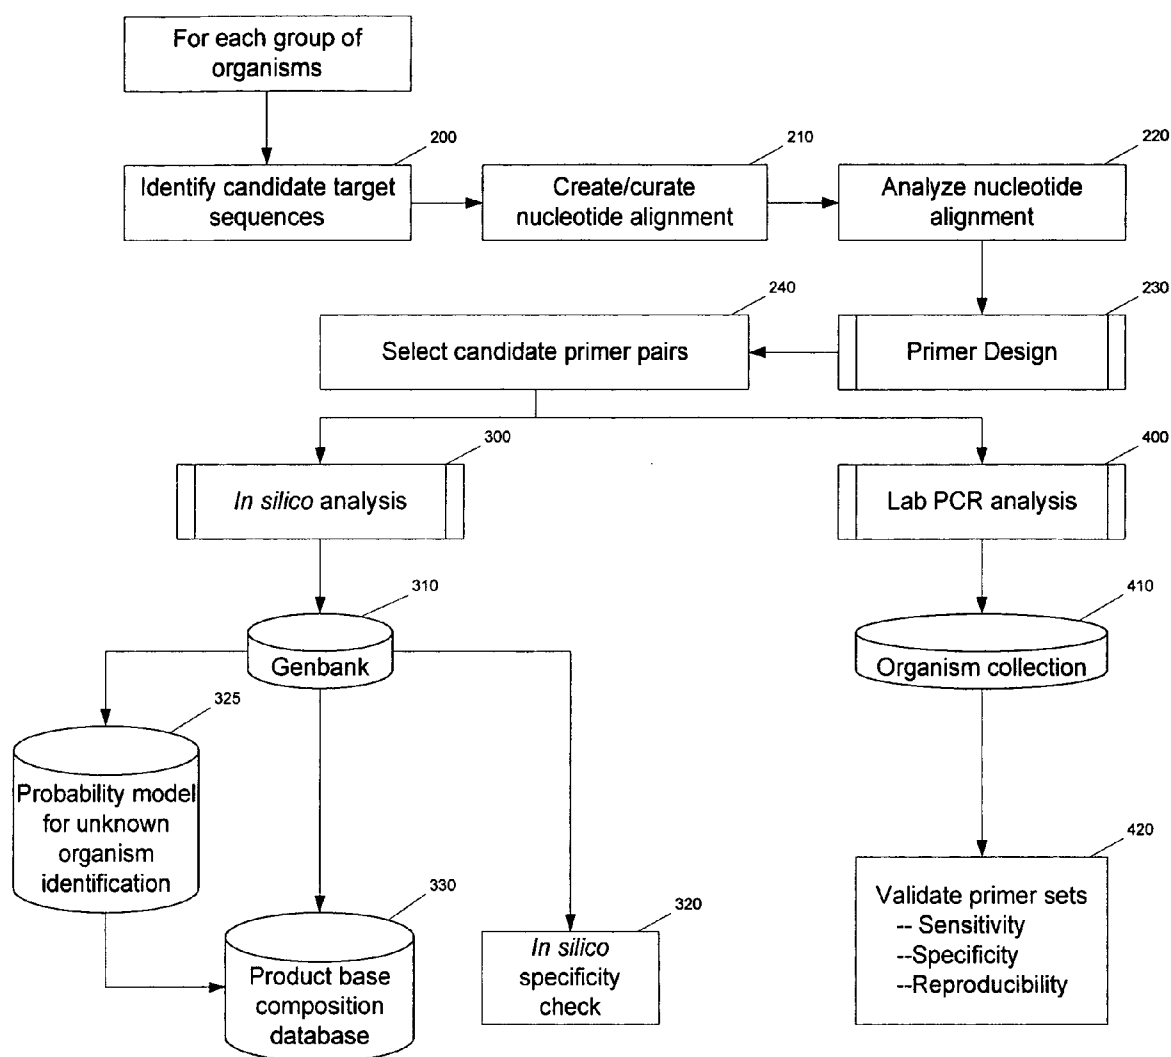 For each group of
organisms
200
210
220
Identify candidate target
sequences
Create/curate
nucleotide alignment
Analyze nucleotide
alignment
240
230
Select candidate primer pairs
Primer Design
300
400
In silico analysis
Lab PCR analysis
310
410
Genbank
Organism collection
325
Probability model
for unknown
organism
identification
330
320
420
Product base
composition
database
In silico
specificity
check
Validate primer sets
-- Sensitivity
--Specificity
--Reproducibility